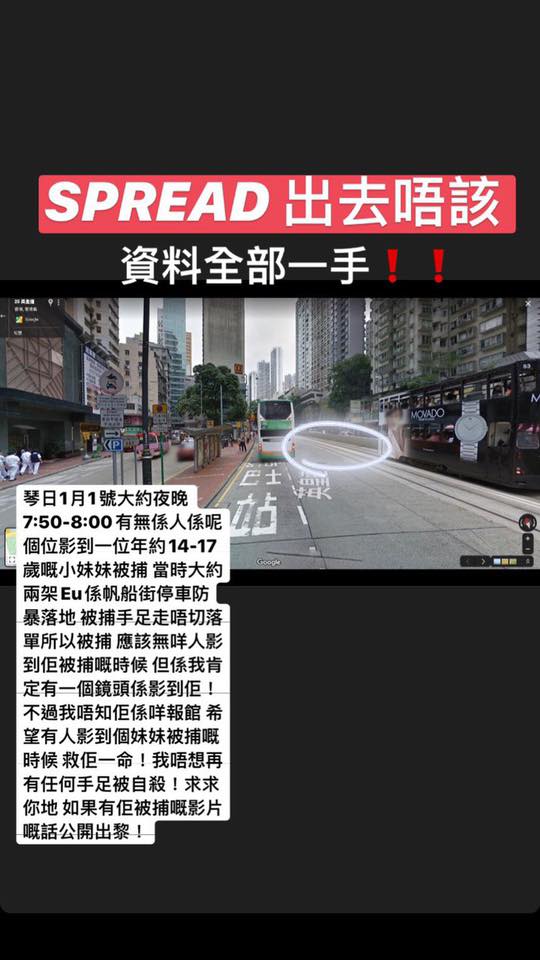 SPREAD 出去唔該
資料全部一手❗❗
Google
MOVADO
83
P
巴士
站
Google
琴日1月1號大約夜晚
7:50-8:00有無係人係呢
個位影到一位年約14-17
歲嘅小妹妹被捕 當時大約
兩架Eu係帆船街停車防
暴落地 被捕手足走唔切落
單所以被捕 應該無咩人影
到佢被捕嘅時候 但係我肯
定有一個鏡頭係影到佢！
不過我唔知佢係咩報館 希
望有人影到個妹妹被捕嘅
時候 救佢一命！我唔想再
有任何手足被自殺！求求
你地 如果有佢被捕嘅影片
嘅話公開出黎！